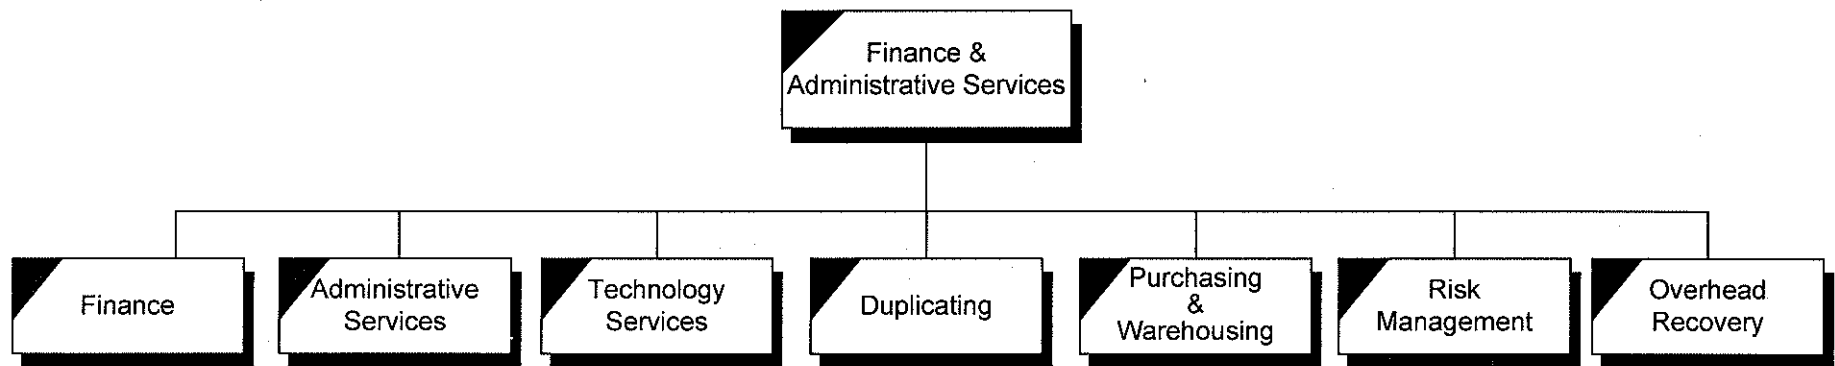 Finance &
Administrative Services
Finance
Administrative
Services
Technology
Services
Duplicating
Purchasing
&
Warehousing
Risk
Management
Overhead
Recovery